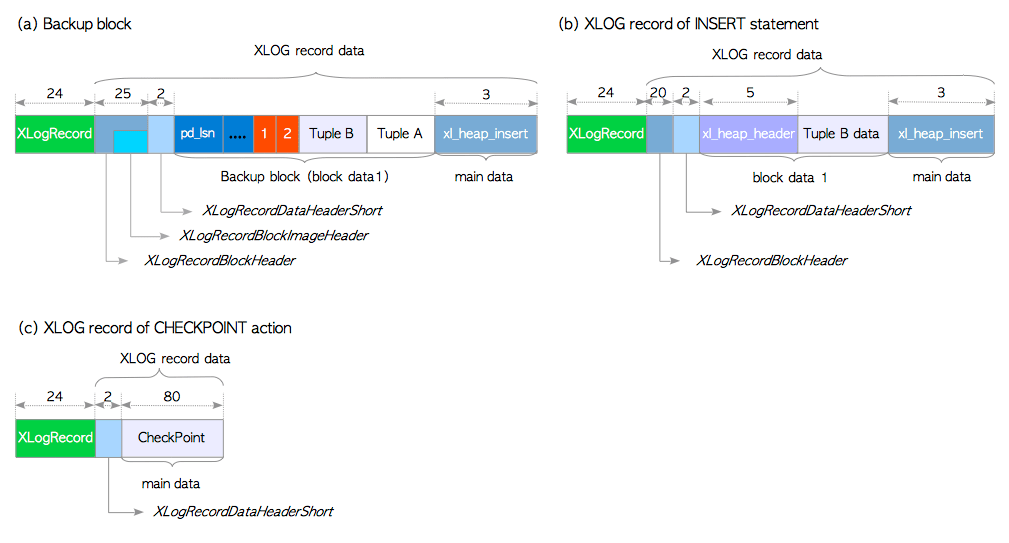 (a) Backup block
XLOG record data
24 25 2 3
XLogRecord pd_lsn .... 1 2 Tuple B Tuple A xl_heap_insert
Backup block (block data1) main data
XLogRecordDataHeaderShort
XLogRecordBlockImageHeader
XLogRecordBlockHeader
(b) XLOG record of INSERT statement
XLOG record data
24 20 2 5 3
XLogRecord xl_heap_header Tuple B data xl_heap_insert
block data 1 main data
XLogRecordDataHeaderShort
XLogRecordBlockHeader
(c) XLOG record of CHECKPOINT action
XLOG record data
24 2 80
XLogRecord CheckPoint
main data
XLogRecordDataHeaderShort